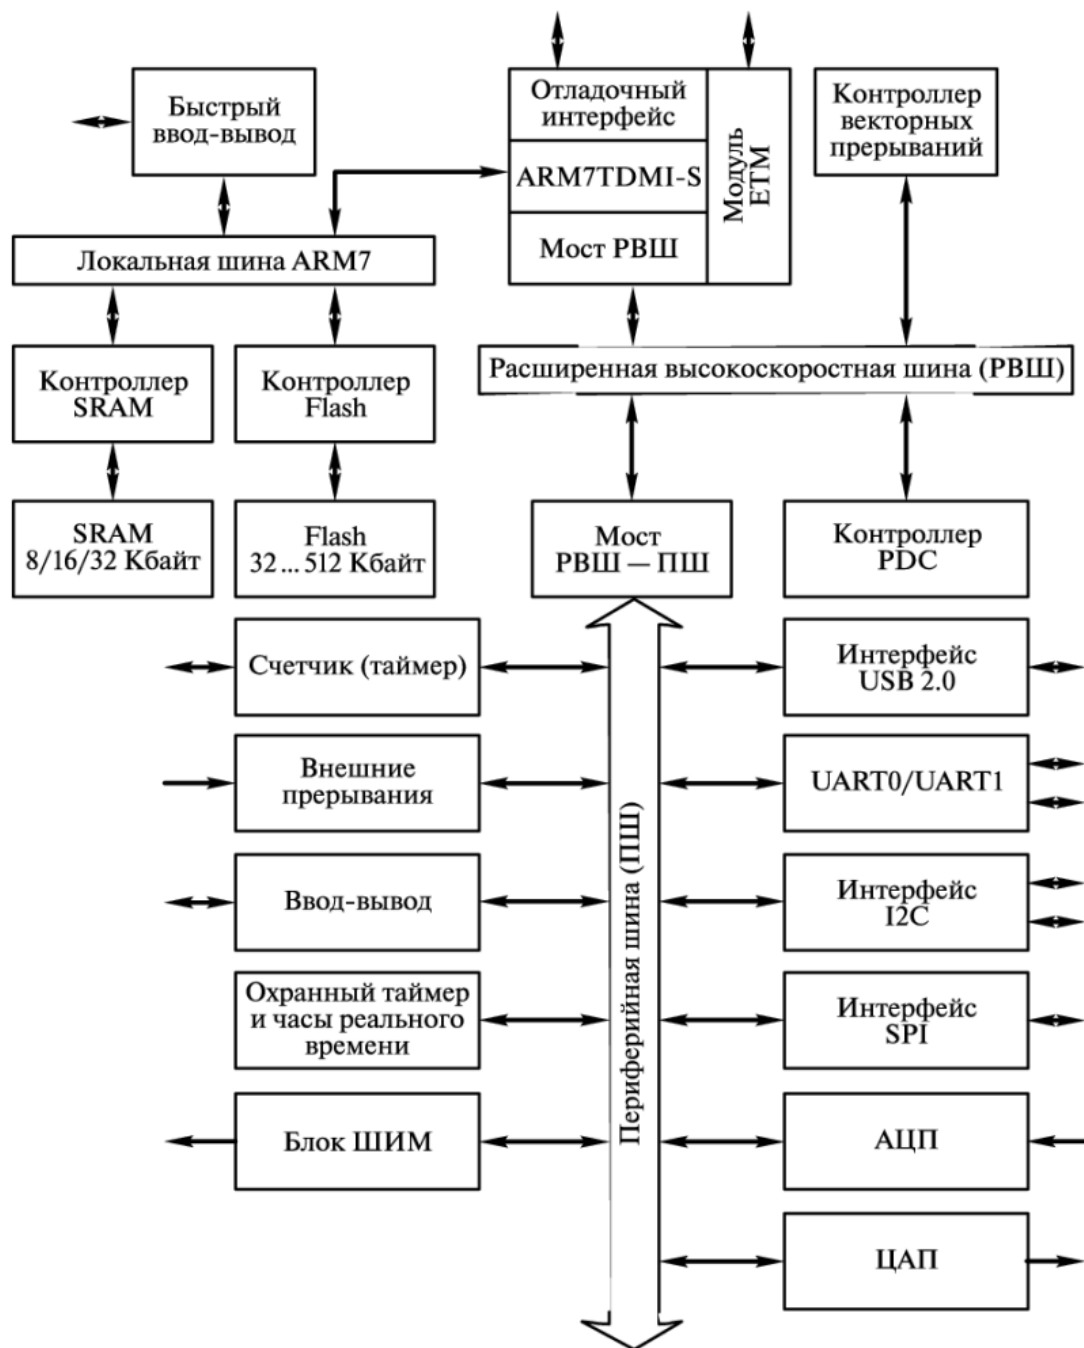 Быстрый
ввод-вывод
Отладочный
интерфейс
ARM7TDMI-S
Мост РВШ
Модуль
ETM
Контроллер
векторных
прерываний
Локальная шина ARM7
Расширенная высокоскоростная шина (РВШ)
Контроллер
SRAM
Контроллер
Flash
SRAM
8/16/32 Кбайт
Flash
32 ... 512 Кбайт
Мост
РВШ — ПШ
Контроллер
PDC
Периферийная шина (ПШ)
Счетчик (таймер)
Интерфейс
USB 2.0
Внешние
прерывания
UART0/UART1
Ввод-вывод
Интерфейс
I2C
Охранный таймер
и часы реального
времени
Интерфейс
SPI
Блок ШИМ
АЦП
ЦАП